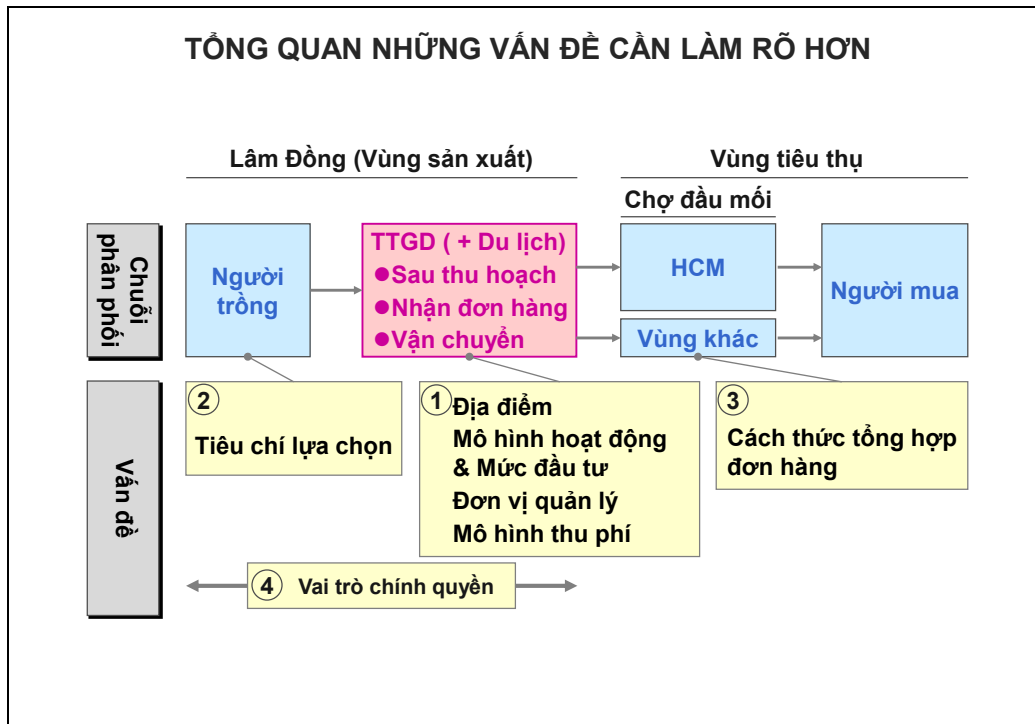 TỔNG QUAN NHỮNG VẤN ĐỀ CẦN LÀM RÕ HƠN
Lâm Đồng (Vùng sản xuất)
Vùng tiêu thụ
Chợ đầu mối
Chuỗi
phân phối
Người
trồng
TTGD ( + Du lịch)
●Sau thu hoạch
●Nhận đơn hàng
●Vận chuyển
HCM
Vùng khác
Người mua
Vấn đề
②
Tiêu chí lựa chọn
① Địa điểm
Mô hình hoạt động
& Mức đầu tư
Đơn vị quản lý
Mô hình thu phí
③
Cách thức tổng hợp
đơn hàng
④ Vai trò chính quyền